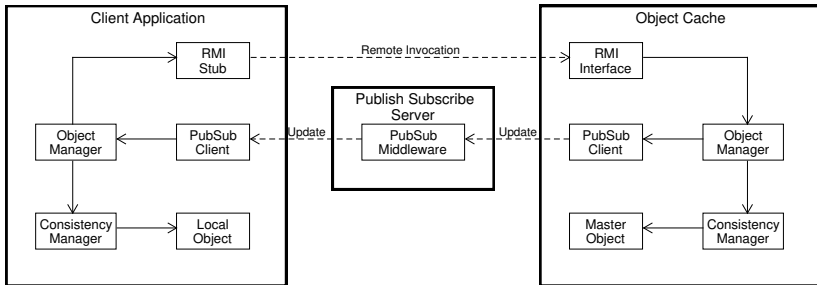 Client Application
Object Cache
RMI
Stub
Remote Invocation
RMI
Interface
Publish Subscribe
Server
Object
Manager
PubSub
Client
Update
PubSub
Middleware
Update
PubSub
Client
Object
Manager
Consistency
Manager
Local
Object
Master
Object
Consistency
Manager